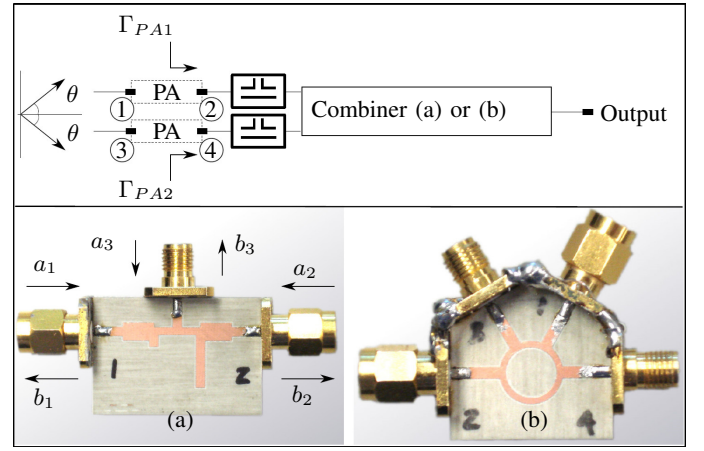 Γ_{PA1}
θ PA Combiner (a) or (b) Output
① ②
θ PA
③ ④
Γ_{PA2}
a_3 b_3
a_1 a_2
1 2
b_1 b_2
(a)
3
2 4
(b)